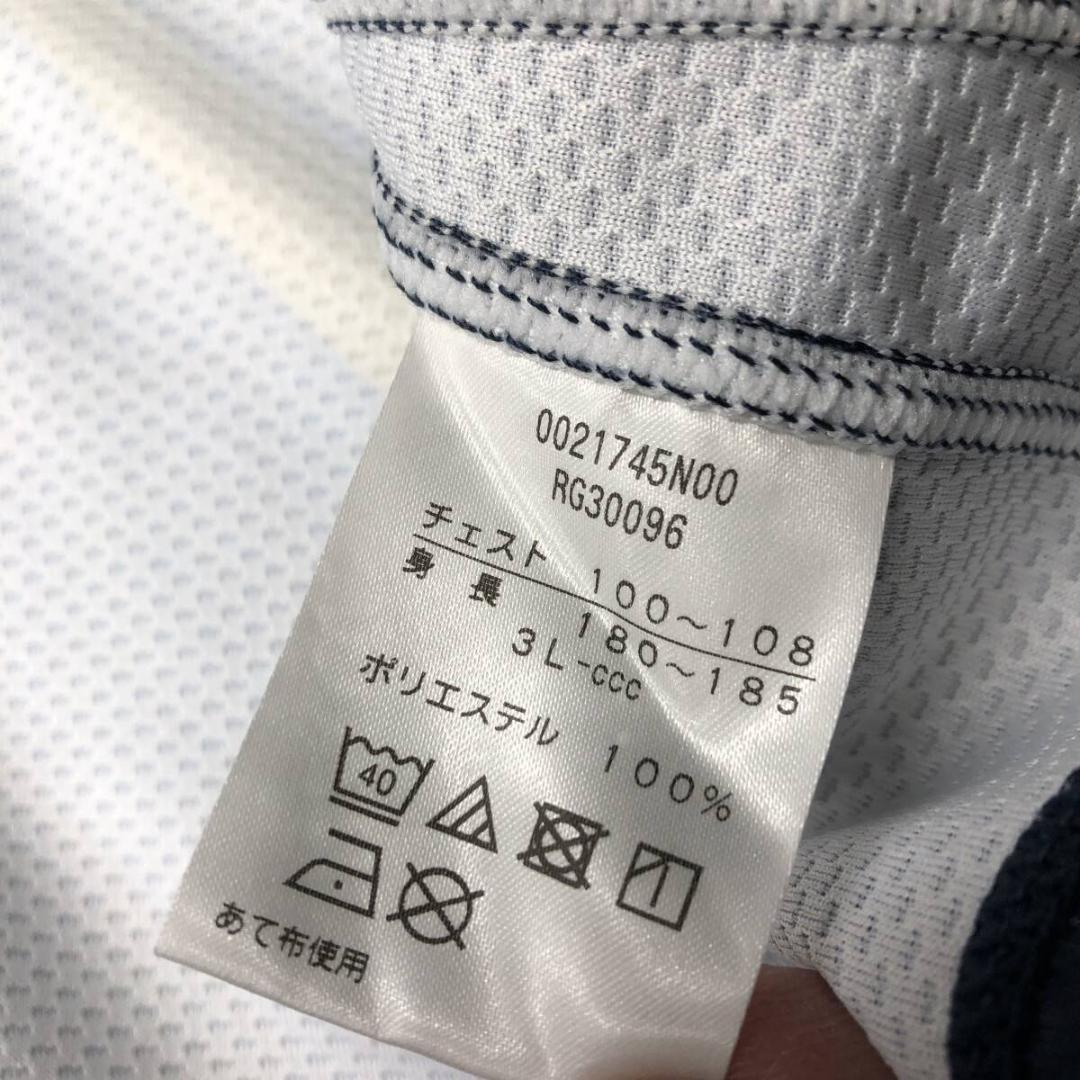 0021745N00
RG30096
チェスト 100～108
身長 180～185
3L-ccc
ポリエステル 100%
40
あて布使用